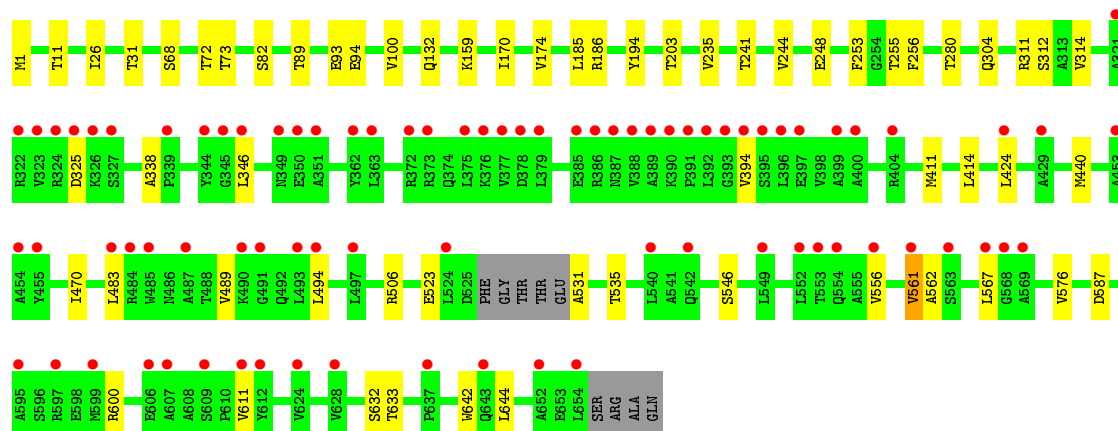 M1 T11 I26 T31 S68 T72 T73 S82 T89 E93 E94 V100 Q132 K159 I170 V174 L185 R186 Y194 T203 V235 T241 V244 E248 F253 G254 T255 F256 T280 Q304 R311 S312 A313 V314 A321
R322 V323 R324 D325 K326 S327 A338 P339 Y344 G345 L346 N349 E350 A351 Y362 L363 R372 R373 Q374 L375 K376 V377 D378 L379 E385 R386 N387 V388 A389 K390 P391 L392 G393 V394 S395 L396 E397 V398 A399 A400 R404 M411 L414 L424 A429 M440 A453
A454 Y455 I470 L483 R484 W485 N486 A487 T488 V489 K490 G491 Q492 L493 L494 L497 R506 E523 L524 D525 PHE GLY THR THR GLU A531 T535 L540 A541 Q542 S546 L549 L552 T553 Q554 A555 V556 V561 A562 S563 L567 G568 A569 V576 D587
A595 S596 R597 E598 M599 R600 E606 A607 A608 S609 P610 V611 Y612 V624 V628 S632 T633 P637 W642 Q643 L644 A652 E653 L654 SER ARG ALA GLN